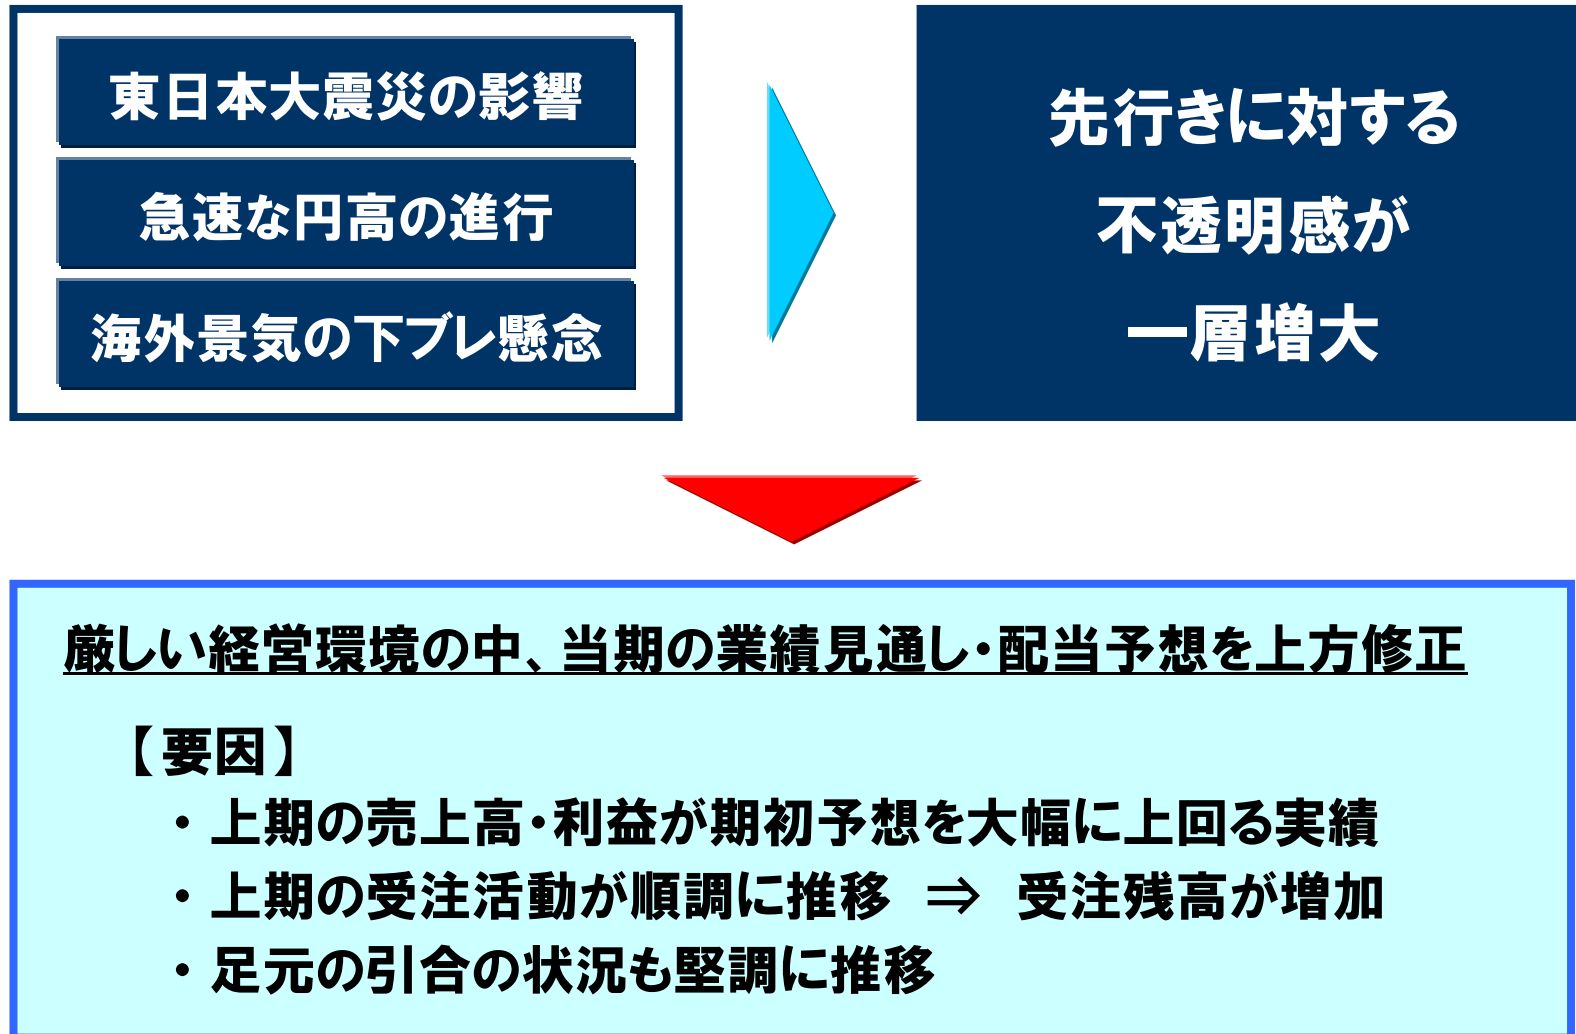 東日本大震災の影響
急速な円高の進行
海外景気の下ブレ懸念
先行きに対する
不透明感が
一層増大
厳しい経営環境の中、当期の業績見通し・配当予想を上方修正
【要因】
・上期の売上高・利益が期初予想を大幅に上回る実績
・上期の受注活動が順調に推移 ⇒ 受注残高が増加
・足元の引合の状況も堅調に推移